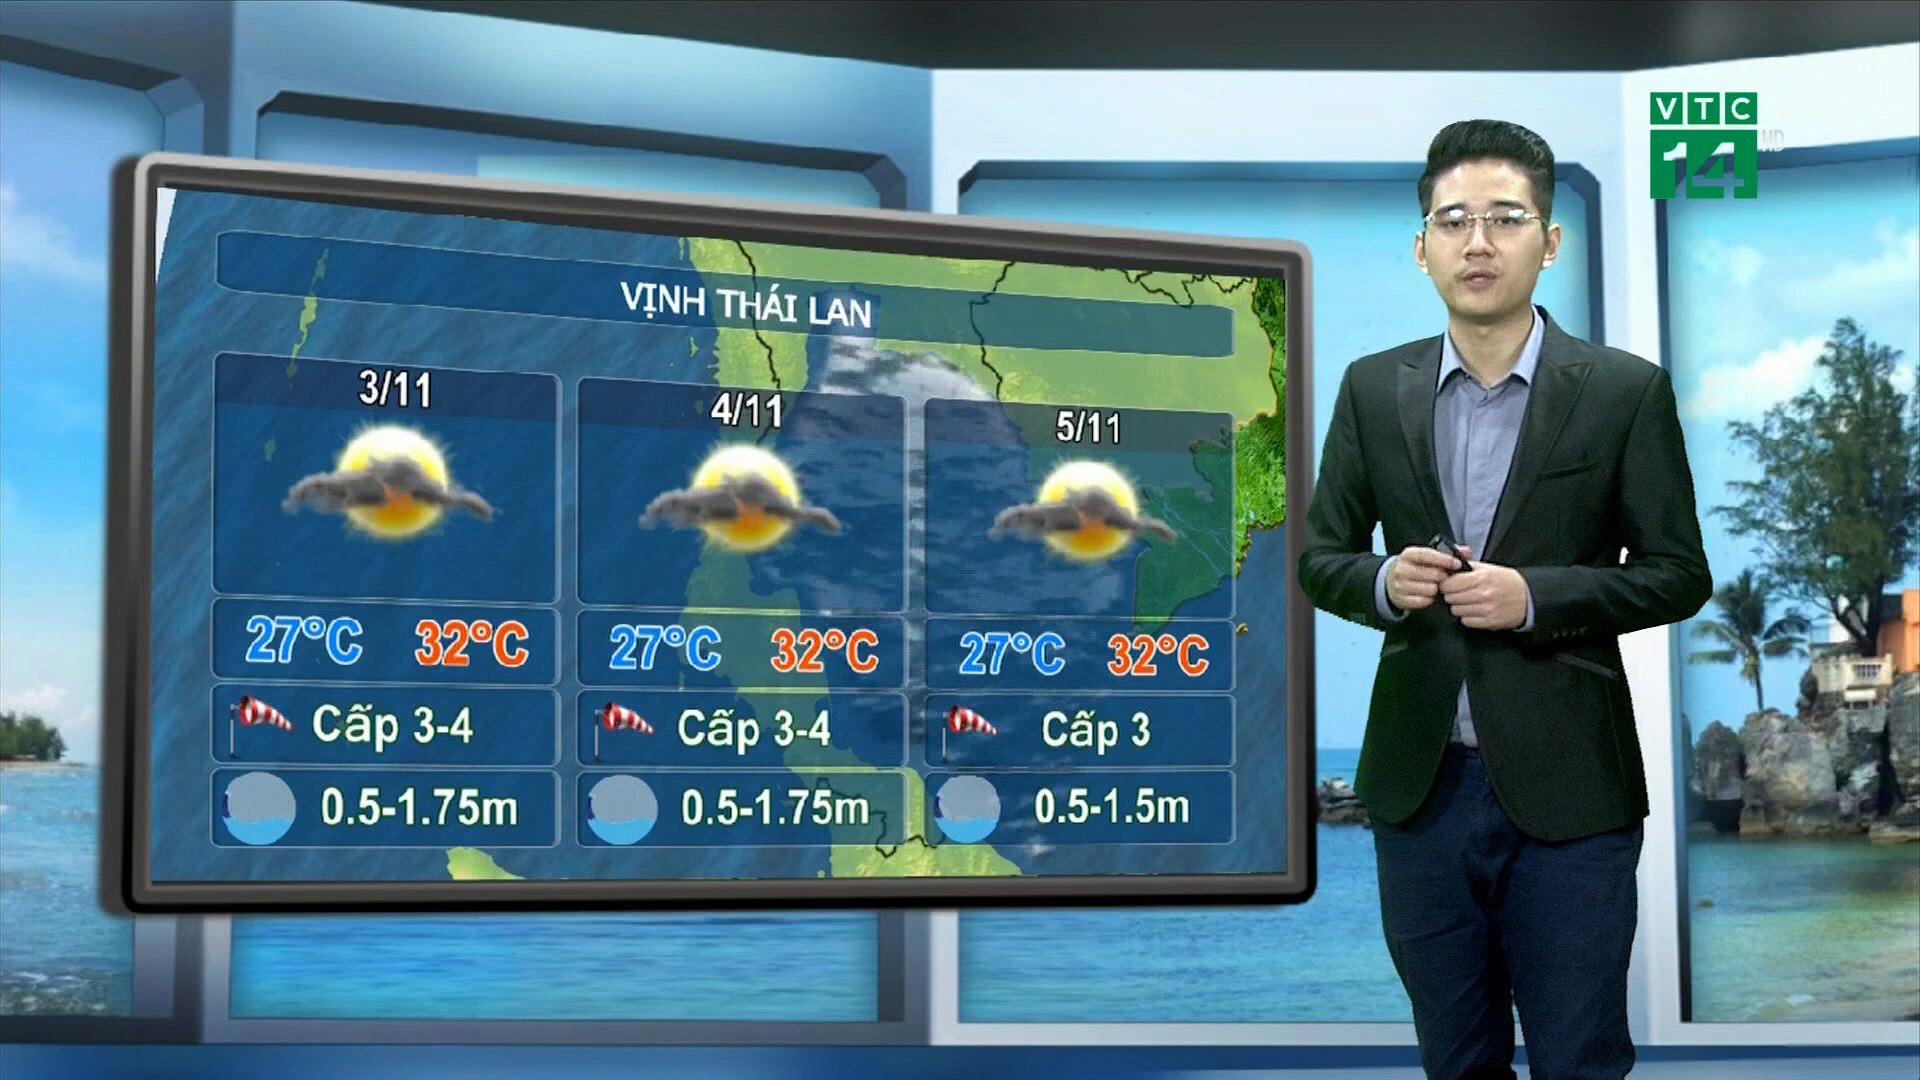 VTC
14 HD
VỊNH THÁI LAN
3/11
4/11
5/11
27°C 32°C
27°C 32°C
27°C 32°C
Cấp 3-4
Cấp 3-4
Cấp 3
0.5-1.75m
0.5-1.75m
0.5-1.5m